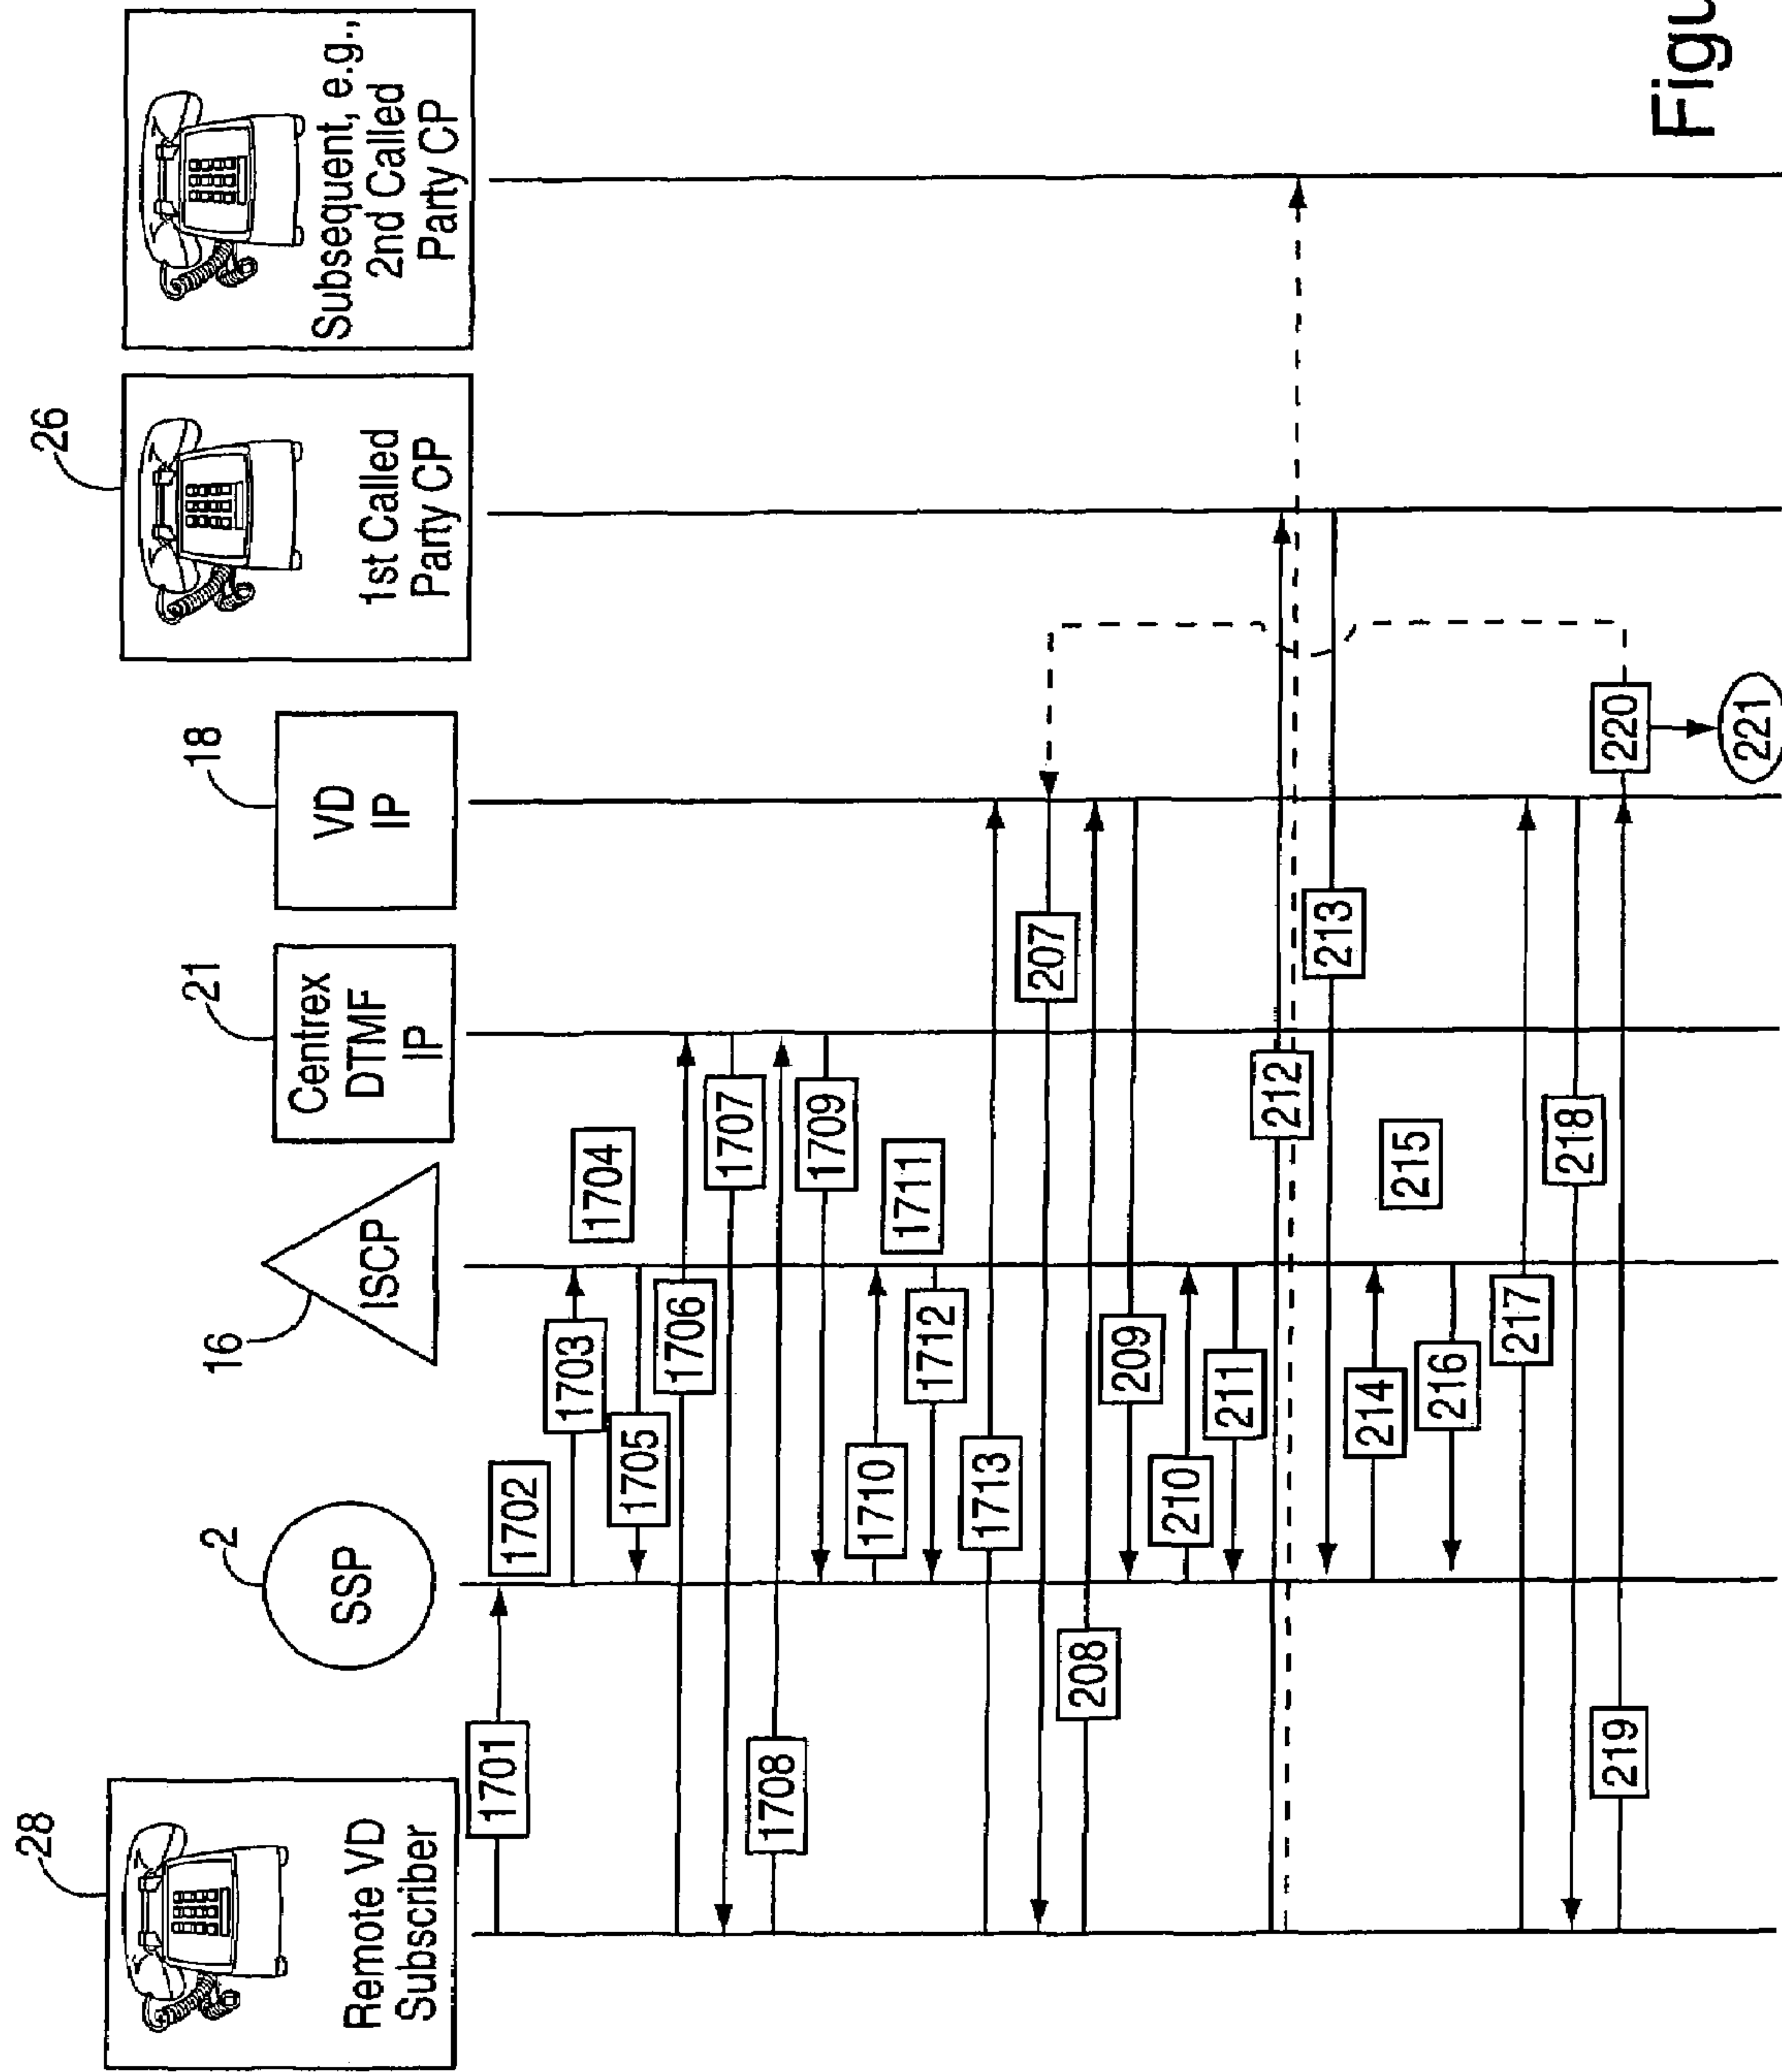 28
Remote VD
Subscriber
2
SSP
16
ISCP
21
Centrex
DTMF
IP
18
VD
IP
26
1st Called
Party CP
Subsequent, e.g.,
2nd Called
Party CP
1701
1702
1703
1704
1705
1706
1707
1708
1709
1710
1711
1712
1713
207
208
209
210
211
212
213
214
215
216
217
218
219
220
221